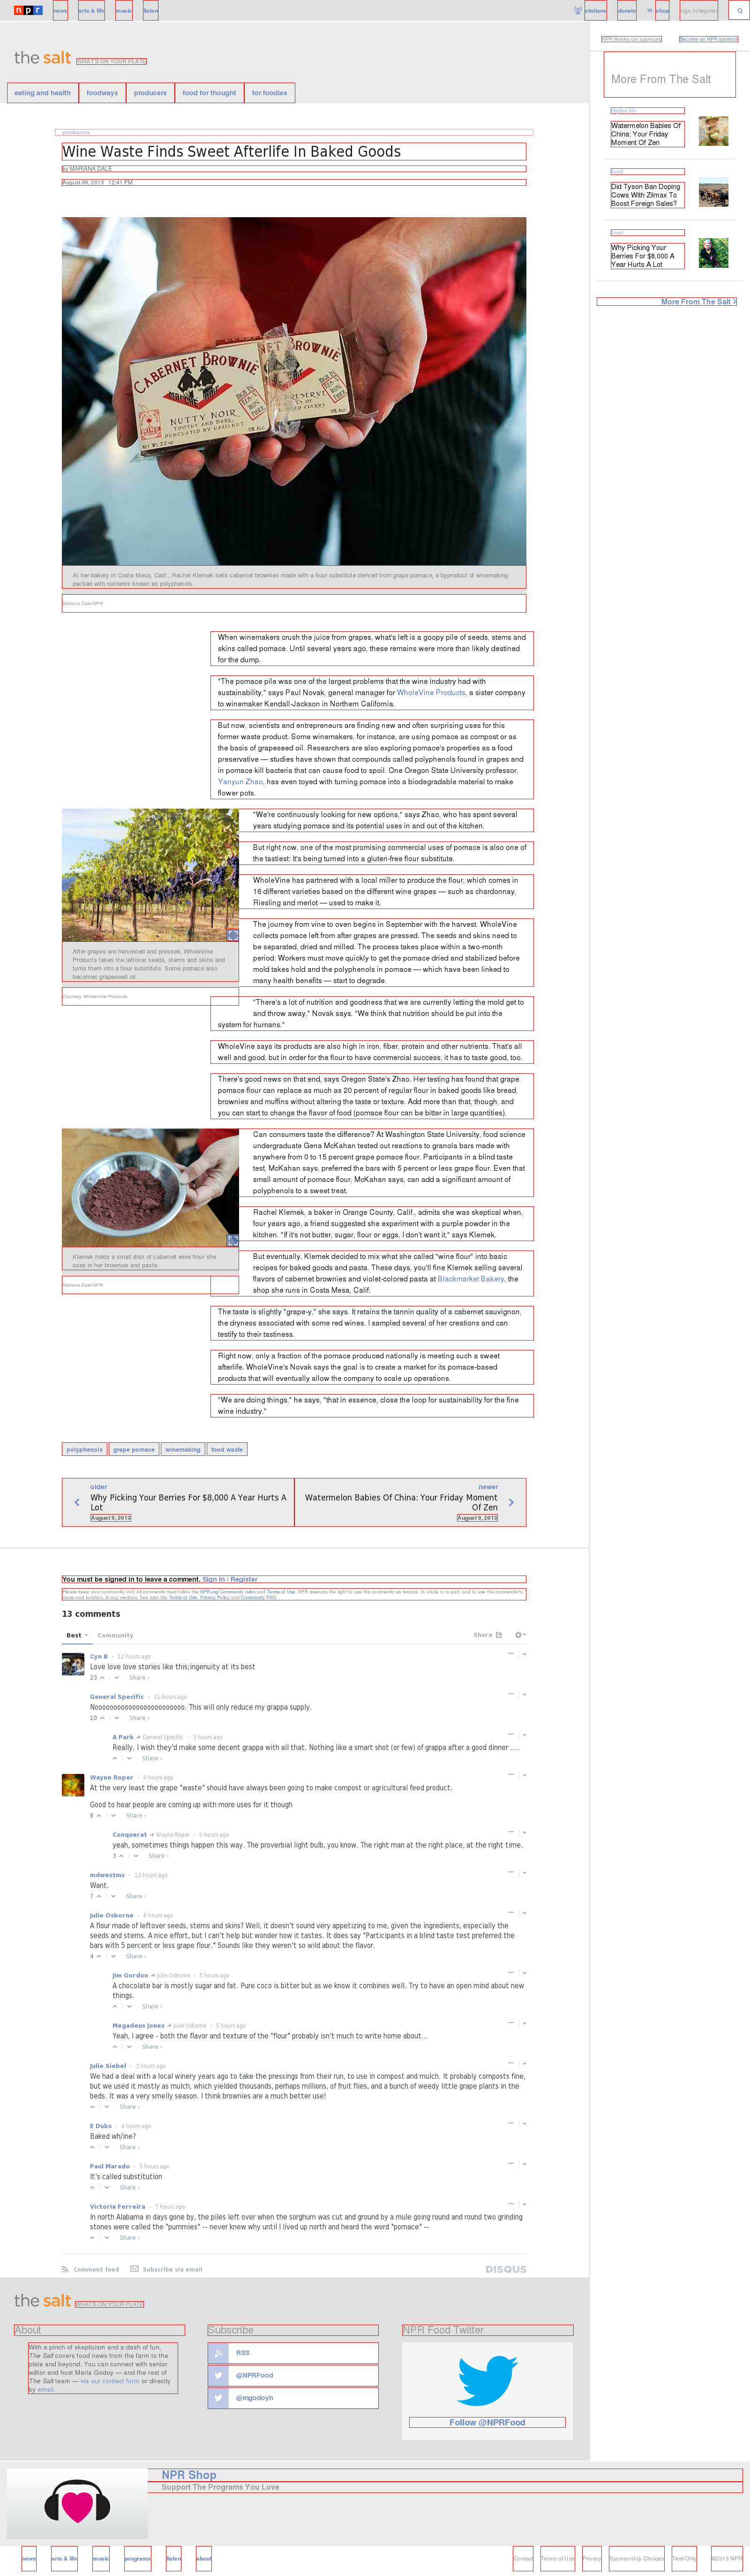 npr news arts & life music listen stations donate shop sign in/register
the salt WHAT'S ON YOUR PLATE
eating and health foodways producers food for thought for foodies
NPR thanks our sponsors Become an NPR sponsor
More From The Salt
digital life
Watermelon Babies Of
China: Your Friday
Moment Of Zen
food
Did Tyson Ban Doping
Cows With Zilmax To
Boost Foreign Sales?
food
Why Picking Your
Berries For $8,000 A
Year Hurts A Lot
More From The Salt >
producers
Wine Waste Finds Sweet Afterlife In Baked Goods
by MARIANA DALE
August 09, 2013 12:41 PM
CABERNET BROWNIE
NUTTY NOIR
At her bakery in Costa Mesa, Calif., Rachel Klemek sells cabernet brownies made with a flour substitute derived from grape pomace, a byproduct of winemaking
packed with nutrients known as polyphenols.
Mariana Dale/NPR
When winemakers crush the juice from grapes, what's left is a goopy pile of seeds, stems and
skins called pomace. Until several years ago, these remains were more than likely destined
for the dump.
"The pomace pile was one of the largest problems that the wine industry had with
sustainability," says Paul Novak, general manager for WholeVine Products, a sister company
to winemaker Kendall-Jackson in Northern California.
But now, scientists and entrepreneurs are finding new and often surprising uses for this
former waste product. Some winemakers, for instance, are using pomace as compost or as
the basis of grapeseed oil. Researchers are also exploring pomace's properties as a food
preservative — studies have shown that compounds called polyphenols found in grapes and
in pomace kill bacteria that can cause food to spoil. One Oregon State University professor,
Yanyun Zhao, has even toyed with turning pomace into a biodegradable material to make
flower pots.
"We're continuously looking for new options," says Zhao, who has spent several
years studying pomace and its potential uses in and out of the kitchen.
But right now, one of the most promising commercial uses of pomace is also one of
the tastiest: It's being turned into a gluten-free flour substitute.
WholeVine has partnered with a local miller to produce the flour, which comes in
16 different varieties based on the different wine grapes — such as chardonnay,
Riesling and merlot — used to make it.
The journey from vine to oven begins in September with the harvest. WholeVine
collects pomace left from after grapes are pressed. The seeds and skins need to
be separated, dried and milled. The process takes place within a two-month
period: Workers must move quickly to get the pomace dried and stabilized before
mold takes hold and the polyphenols in pomace — which have been linked to
many health benefits — start to degrade.
After grapes are harvested and pressed, WholeVine
Products takes the leftover seeds, stems and skins and
turns them into a flour substitute. Some pomace also
becomes grapeseed oil.
Courtesy WholeVine Products
"There's a lot of nutrition and goodness that we are currently letting the mold get to
and throw away," Novak says. "We think that nutrition should be put into the
system for humans."
WholeVine says its products are also high in iron, fiber, protein and other nutrients. That's all
well and good, but in order for the flour to have commercial success, it has to taste good, too.
There's good news on that end, says Oregon State's Zhao. Her testing has found that grape
pomace flour can replace as much as 20 percent of regular flour in baked goods like bread,
brownies and muffins without altering the taste or texture. Add more than that, though, and
you can start to change the flavor of food (pomace flour can be bitter in large quantities).
Can consumers taste the difference? At Washington State University, food science
undergraduate Gena McKahan tested out reactions to granola bars made with
anywhere from 0 to 15 percent grape pomace flour. Participants in a blind taste
test, McKahan says, preferred the bars with 5 percent or less grape flour. Even that
small amount of pomace flour, McKahan says, can add a significant amount of
polyphenols to a sweet treat.
Rachel Klemek, a baker in Orange County, Calif., admits she was skeptical when,
four years ago, a friend suggested she experiment with a purple powder in the
kitchen. "If it's not butter, sugar, flour or eggs, I don't want it," says Klemek.
Klemek holds a small dish of cabernet wine flour she
uses in her brownies and pasta.
Mariana Dale/NPR
But eventually, Klemek decided to mix what she called "wine flour" into basic
recipes for baked goods and pasta. These days, you'll fine Klemek selling several
flavors of cabernet brownies and violet-colored pasta at Blackmarket Bakery, the
shop she runs in Costa Mesa, Calif.
The taste is slightly "grape-y," she says. It retains the tannin quality of a cabernet sauvignon,
the dryness associated with some red wines. I sampled several of her creations and can
testify to their tastiness.
Right now, only a fraction of the pomace produced nationally is meeting such a sweet
afterlife. WholeVine's Novak says the goal is to create a market for its pomace-based
products that will eventually allow the company to scale up operations.
"We are doing things," he says, "that in essence, close the loop for sustainability for the fine
wine industry."
polyphenols grape pomace winemaking food waste
older
Why Picking Your Berries For $8,000 A Year Hurts A
Lot
August 9, 2013
newer
Watermelon Babies Of China: Your Friday Moment
Of Zen
August 9, 2013
You must be signed in to leave a comment. Sign In / Register
Please keep your community civil. All comments must follow the NPR.org Community rules and Terms of Use. NPR reserves the right to use the comments we receive, in whole or in part, and to use the commenter's
name and location, in any medium. See also the Terms of Use, Privacy Policy and Community FAQ.
13 comments
Best Community Share
Cyn B · 12 hours ago
Love love love stories like this;ingenuity at its best
23 Share ›
General Specific · 11 hours ago
Nooooooooooooooooooooooo. This will only reduce my grappa supply.
10 Share ›
A Park General Specific · 3 hours ago
Really. I wish they'd make some decent grappa with all that. Nothing like a smart shot (or few) of grappa after a good dinner ....
Share ›
Wayne Roper · 9 hours ago
At the very least the grape "waste" should have always been going to make compost or agricultural feed product.
Good to hear people are coming up with more uses for it though
8 Share ›
Conquerat Wayne Roper · 9 hours ago
yeah, sometimes things happen this way. The proverbial light bulb, you know. The right man at the right place, at the right time.
3 Share ›
mdwestms · 12 hours ago
Want.
7 Share ›
Julie Osborne · 8 hours ago
A flour made of leftover seeds, stems and skins? Well, it doesn't sound very appetizing to me, given the ingredients, especially the
seeds and stems. A nice effort, but I can't help but wonder how it tastes. It does say "Participants in a blind taste test preferred the
bars with 5 percent or less grape flour." Sounds like they weren't so wild about the flavor.
4 Share ›
Jim Gordon Julie Osborne · 5 hours ago
A chocolate bar is mostly sugar and fat. Pure coco is bitter but as we know it combines well. Try to have an open mind about new
things.
Share ›
Megadeus Jones Julie Osborne · 5 hours ago
Yeah, I agree - both the flavor and texture of the "flour" probably isn't much to write home about...
Share ›
Julie Siebel · 3 hours ago
We had a deal with a local winery years ago to take the pressings from their run, to use in compost and mulch. It probably composts fine,
but we used it mostly as mulch, which yielded thousands, perhaps millions, of fruit flies, and a bunch of weedy little grape plants in the
beds. It was a very smelly season. I think brownies are a much better use!
Share ›
E Dubs · 4 hours ago
Baked wh/ine?
Share ›
Paul Marado · 5 hours ago
It's called substitution
Share ›
Victoria Ferreira · 7 hours ago
In north Alabama in days gone by, the piles left over when the sorghum was cut and ground by a mule going round and round two grinding
stones were called the "pummies" -- never knew why until I lived up north and heard the word "pomace" --
Share ›
Comment feed Subscribe via email DISQUS
the salt WHAT'S ON YOUR PLATE
About
With a pinch of skepticism and a dash of fun,
The Salt covers food news from the farm to the
plate and beyond. You can connect with senior
editor and host Maria Godoy — and the rest of
The Salt team — via our contact form or directly
by email.
Subscribe
RSS
@NPRFood
@mgodoyh
NPR Food Twitter
Follow @NPRFood
NPR Shop
Support The Programs You Love
news arts & life music programs listen about Contact Terms of Use Privacy Sponsorship Choices Text-Only ©2013 NPR